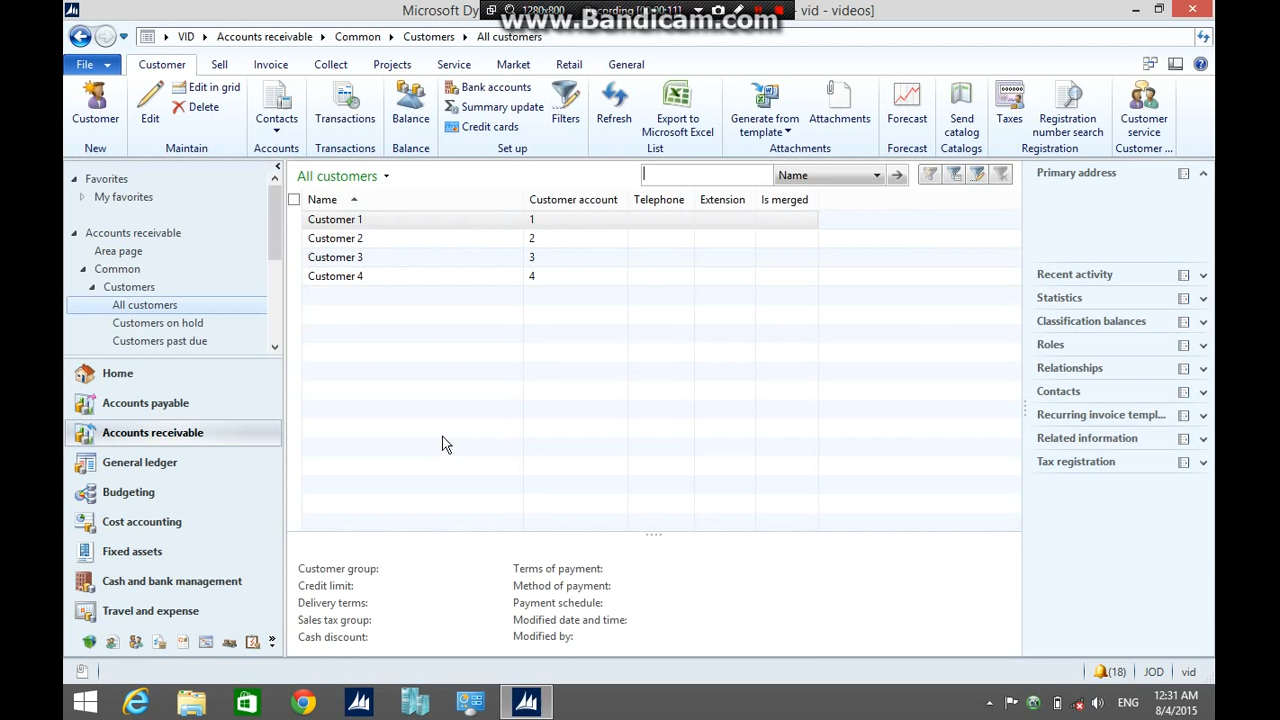 Microsoft Dy
1280x800
Recording [00:00:11]
vid - videos]
www.Bandicam.com
VID
Accounts receivable
Common
Customers
All customers
File
Customer
Sell
Invoice
Collect
Projects
Service
Market
Retail
General
Customer
New
Edit
Edit in grid
Delete
Maintain
Contacts
Accounts
Transactions
Transactions
Balance
Balance
Bank accounts
Summary update
Credit cards
Filters
Set up
Refresh
Export to
Microsoft Excel
List
Generate from
template
Attachments
Attachments
Forecast
Forecast
Send
catalog
Catalogs
Taxes
Registration
number search
Registration
Customer
service
Customer ...
Favorites
My favorites
Accounts receivable
Area page
Common
Customers
All customers
Customers on hold
Customers past due
Home
Accounts payable
Accounts receivable
General ledger
Budgeting
Cost accounting
Fixed assets
Cash and bank management
Travel and expense
All customers
Name
Name Customer account Telephone Extension Is merged
Customer 1 1
Customer 2 2
Customer 3 3
Customer 4 4
Customer group:
Credit limit:
Delivery terms:
Sales tax group:
Cash discount:
Terms of payment:
Method of payment:
Payment schedule:
Modified date and time:
Modified by:
Primary address
Recent activity
Statistics
Classification balances
Roles
Relationships
Contacts
Recurring invoice templ...
Related information
Tax registration
(18)
JOD
vid
ENG
12:31 AM
8/4/2015